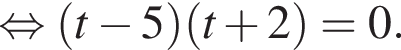 ⇔ (t − 5)(t + 2) = 0.